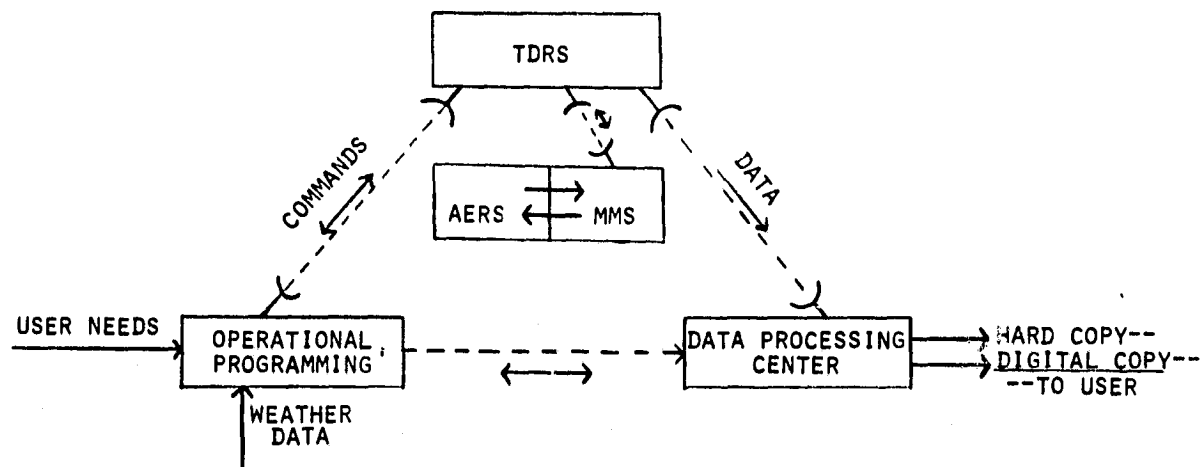 TDRS
COMMANDS
DATA
AERS
MMS
USER NEEDS
OPERATIONAL
PROGRAMMING
DATA PROCESSING
CENTER
HARD COPY--
DIGITAL COPY--
--TO USER
WEATHER
DATA